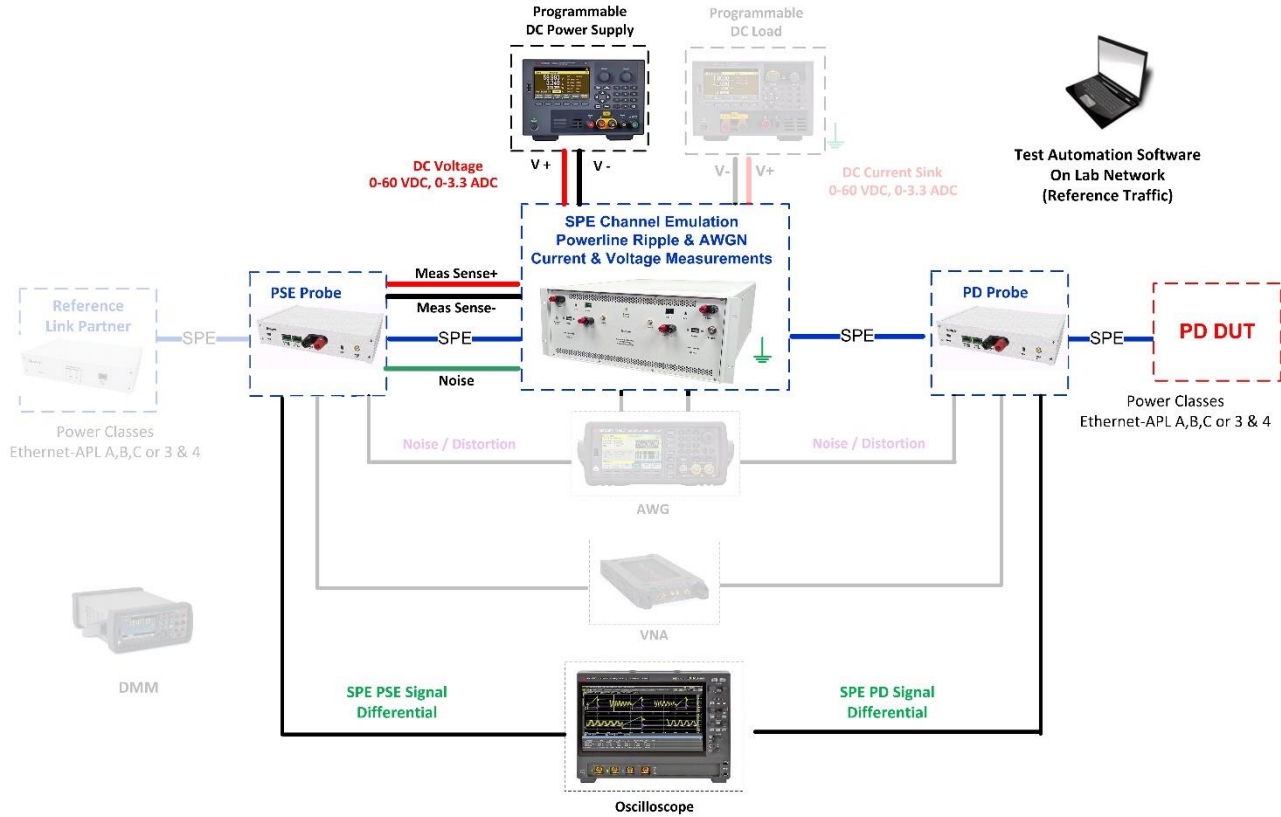 Programmable
DC Power Supply
Programmable
DC Load
V +
V -
V-
V+
DC Voltage
0-60 VDC, 0-3.3 ADC
DC Current Sink
0-60 VDC, 0-3.3 ADC
Test Automation Software
On Lab Network
(Reference Traffic)
SPE Channel Emulation
Powerline Ripple & AWGN
Current & Voltage Measurements
Reference
Link Partner
SPE
PSE Probe
Meas Sense+
Meas Sense-
SPE
Noise
SPE
PD Probe
SPE
PD DUT
Power Classes
Ethernet-APL A,B,C or 3 & 4
Power Classes
Ethernet-APL A,B,C or 3 & 4
Noise / Distortion
Noise / Distortion
AWG
VNA
DMM
SPE PSE Signal
Differential
SPE PD Signal
Differential
Oscilloscope